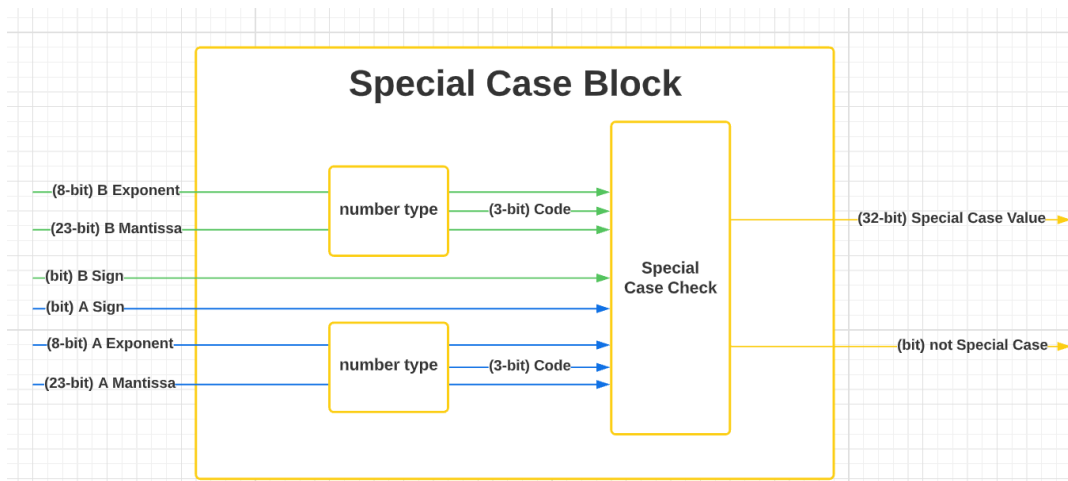 Special Case Block
(8-bit) B Exponent
number type
(3-bit) Code
(23-bit) B Mantissa
(32-bit) Special Case Value
(bit) B Sign
Special
Case Check
(bit) A Sign
(8-bit) A Exponent
number type
(3-bit) Code
(23-bit) A Mantissa
(bit) not Special Case